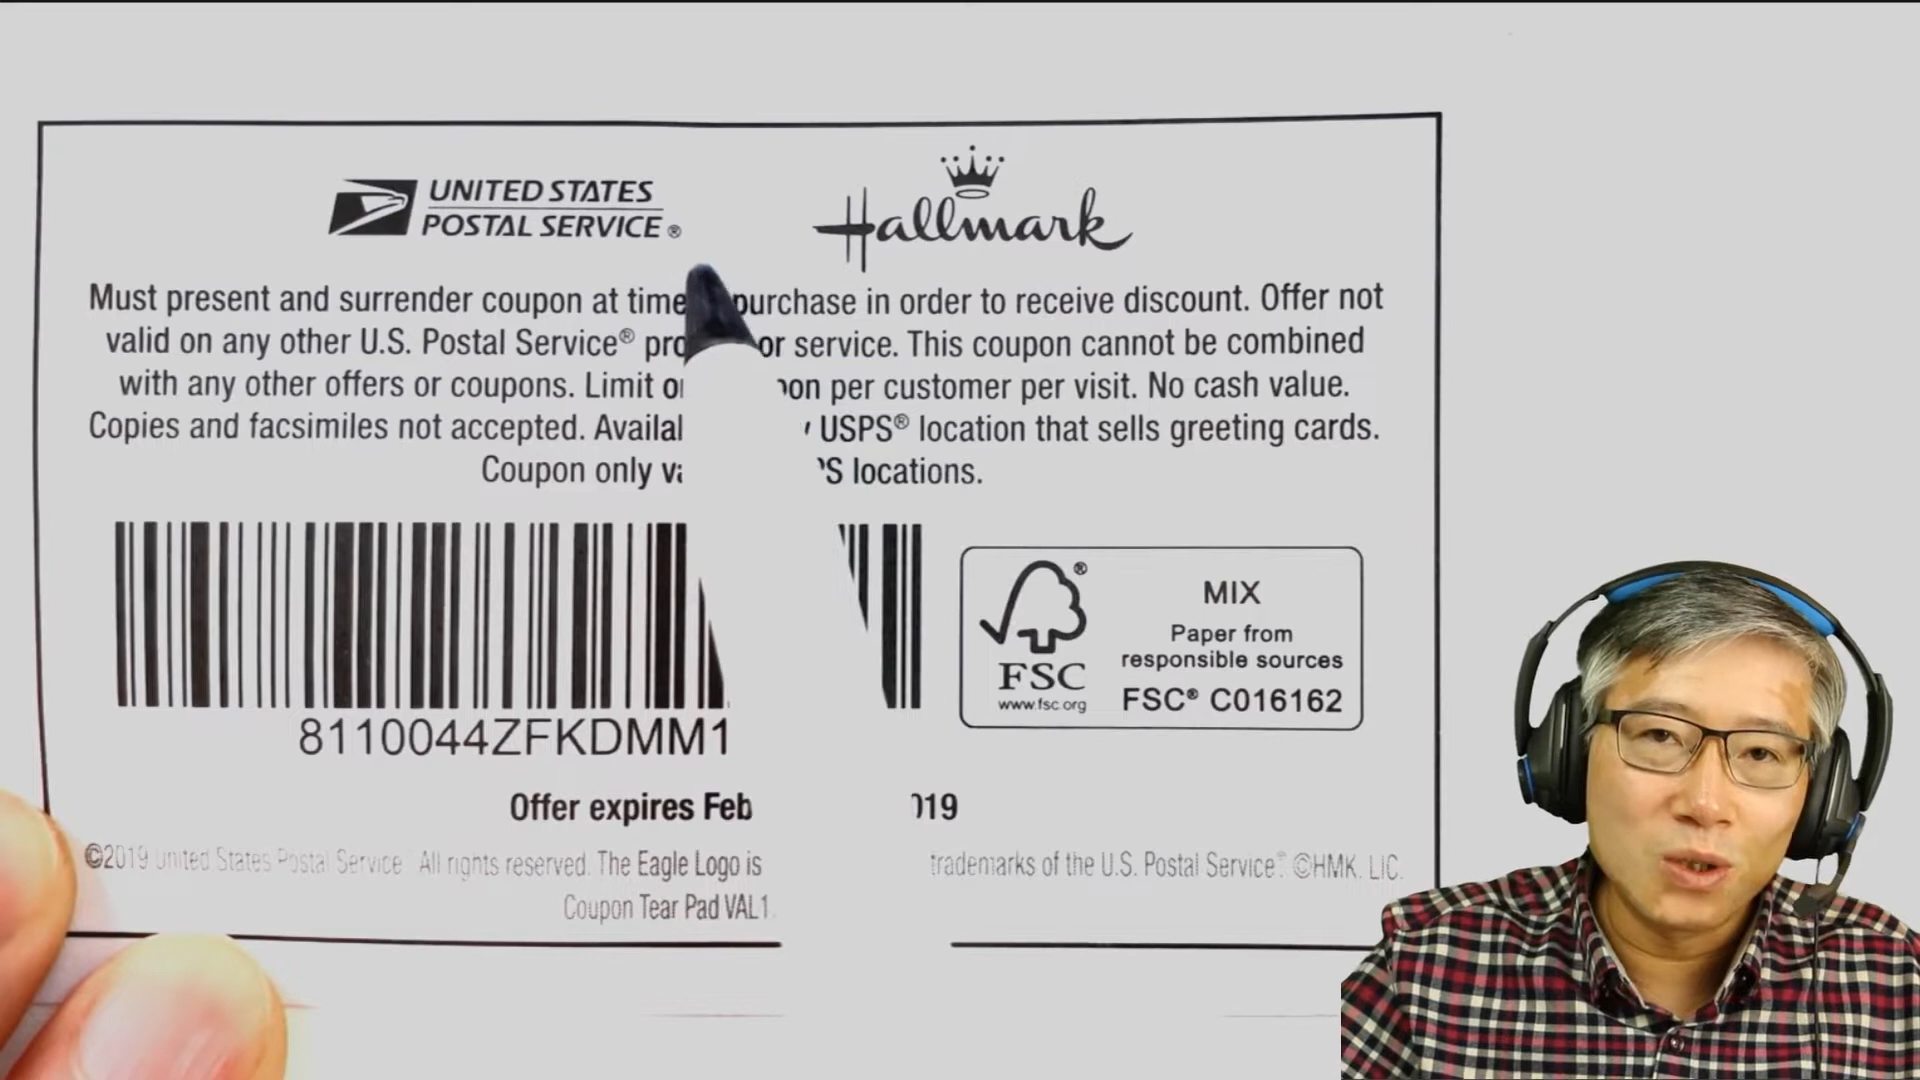 UNITED STATES
POSTAL SERVICE®
Hallmark
Must present and surrender coupon at time purchase in order to receive discount. Offer not
valid on any other U.S. Postal Service® or service. This coupon cannot be combined
with any other offers or coupons. Limit per customer per visit. No cash value.
Copies and facsimiles not accepted. USPS® location that sells greeting cards.
Coupon only locations.
8110044ZFKDMM1
FSC
www.fsc.org
MIX
Paper from
responsible sources
FSC® C016162
Offer expires Feb
©2019 United States Postal Service All rights reserved. The Eagle Logo is trademarks of the U.S. Postal Service®. ©HMK. LIC.
Coupon Tear Pad VAL1